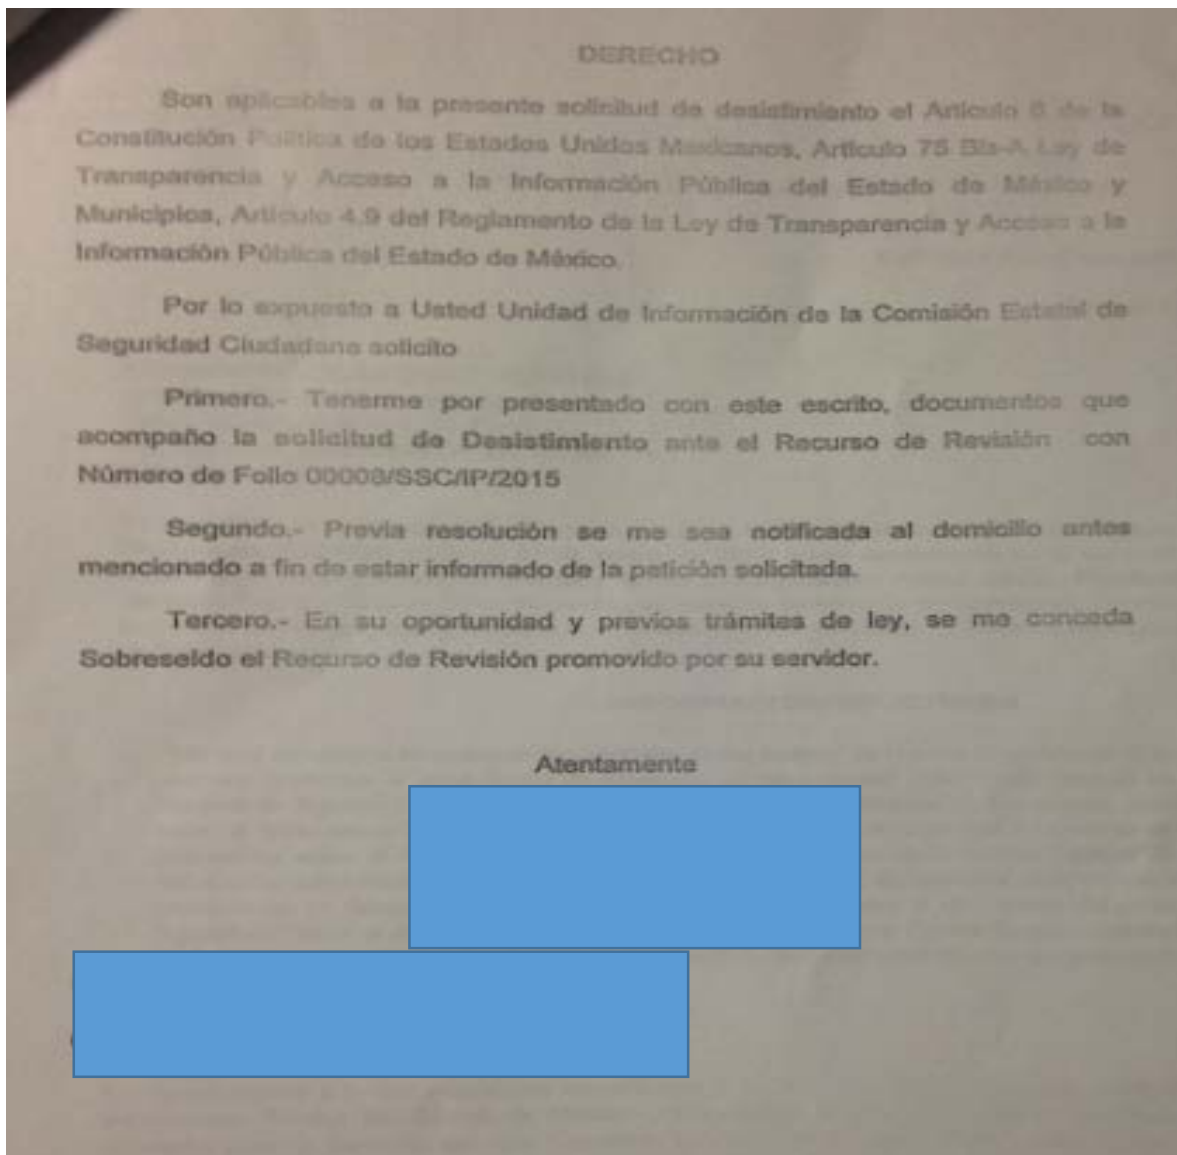 DERECHO
Son aplicables a la presente solicitud de desistimiento el Articulo 6 de la
Constitución Política de los Estados Unidos Mexicanos, Artículo 75 Bis-A Ley de
Transparencia y Acceso a la Información Pública del Estado de México y
Municipios, Artículo 4.9 del Reglamento de la Ley de Transparencia y Acceso a la
Información Pública del Estado de México.
Por lo expuesto a Usted Unidad de Información de la Comisión Estatal de
Seguridad Ciudadana solicito
Primero.- Tenerme por presentado con este escrito, documentos que
acompaño la solicitud de Desistimiento ante el Recurso de Revisión con
Número de Folio 00008/SSC/IP/2015
Segundo.- Previa resolución se me sea notificada al domicilio antes
mencionado a fin de estar informado de la petición solicitada.
Tercero.- En su oportunidad y previos trámites de ley, se me conceda
Sobreseido el Recurso de Revisión promovido por su servidor.
Atentamente